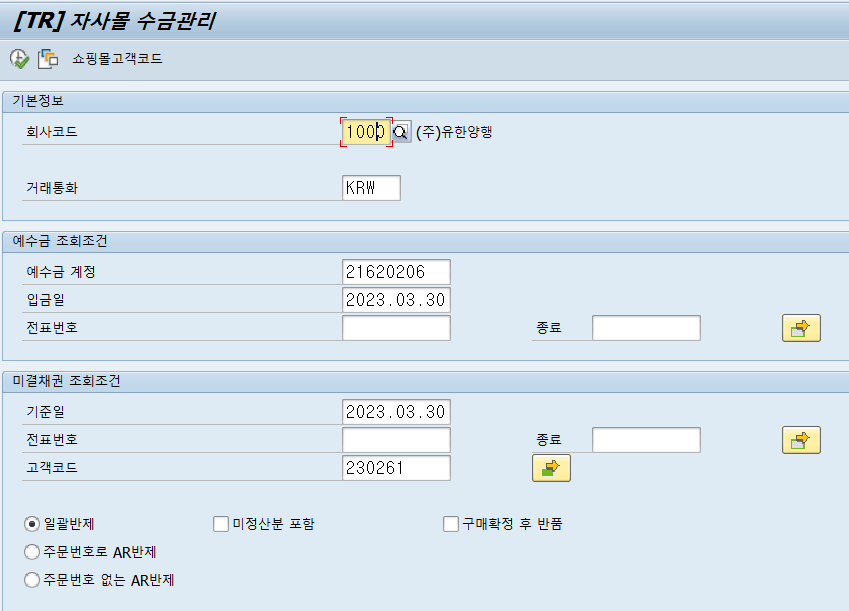 [TR] 자사몰 수금관리
쇼핑몰고객코드
기본정보
회사코드 1000 (주)유한양행
거래통화 KRW
예수금 조회조건
예수금 계정 21620206
입금일 2023.03.30
전표번호 종료
미결채권 조회조건
기준일 2023.03.30
전표번호 종료
고객코드 230261
일괄반제 미정산분 포함 구매확정 후 반품
주문번호로 AR반제
주문번호 없는 AR반제